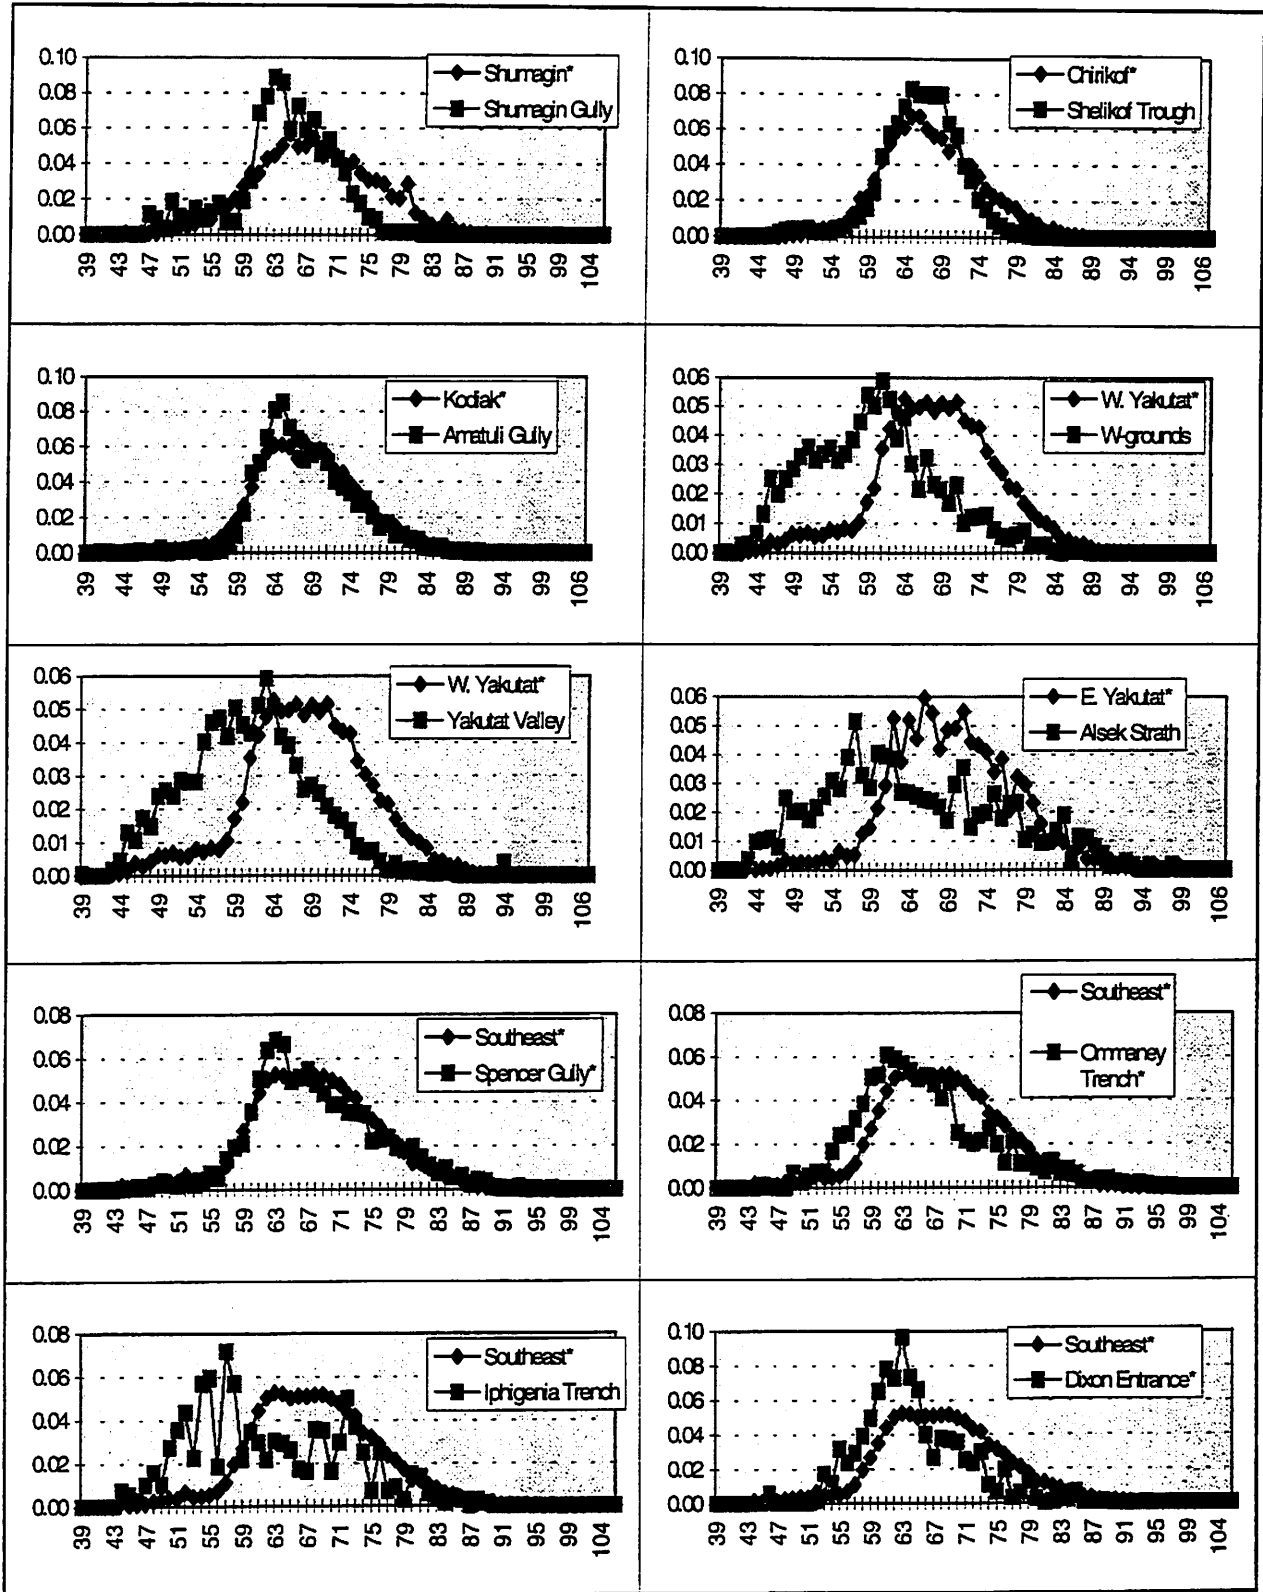 0.10
0.08
0.06
0.04
0.02
0.00
39 43 47 51 55 59 63 67 71 75 79 85 91 95 99 104
Shumagin*
Shumagin Gully
0.10
0.08
0.06
0.04
0.02
0.00
39 44 49 54 59 64 69 74 79 84 89 94 99 106
Chirikof*
Shelikof Trough
0.10
0.08
0.06
0.04
0.02
0.00
39 44 49 54 59 64 69 74 79 84 89 94 99 106
Kodiak*
Amatuli Gully
0.06
0.05
0.04
0.03
0.02
0.01
0.00
39 44 49 54 59 64 69 74 79 84 89 94 99 106
W. Yakutat*
W-grounds
0.06
0.05
0.04
0.03
0.02
0.01
0.00
39 44 49 54 59 64 69 74 79 84 89 94 99 106
W. Yakutat*
Yakutat Valley
0.06
0.05
0.04
0.03
0.02
0.01
0.00
39 44 49 54 59 64 69 74 79 84 89 94 99 106
E. Yakutat*
Alsek Strath
0.08
0.06
0.04
0.02
0.00
39 43 47 51 55 59 63 67 71 75 79 83 87 91 95 99 104
Southeast*
Spencer Gully*
0.08
0.06
0.04
0.02
0.00
39 43 47 51 55 59 63 67 71 75 79 83 87 91 95 99 104
Southeast*
Ommaney
Trench*
0.08
0.06
0.04
0.02
0.00
39 43 47 51 55 59 63 67 71 75 79 83 87 91 95 99 104
Southeast*
Iphigenia Trench
0.10
0.08
0.06
0.04
0.02
0.00
39 43 47 51 55 59 63 67 71 75 79 83 87 91 95 99 104
Southeast*
Dixon Entrance*